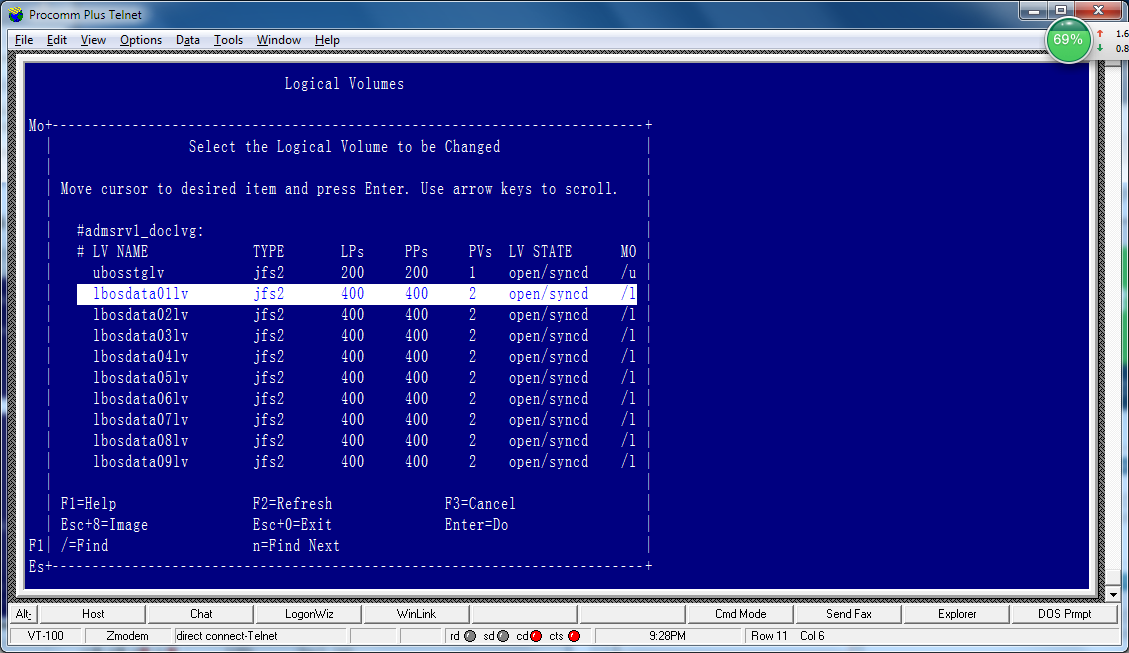 Procomm Plus Telnet
File Edit View Options Data Tools Window Help
69%
1.6
0.8
Logical Volumes
Mo+--------------------------------------------------------------------------+
Select the Logical Volume to be Changed
Move cursor to desired item and press Enter. Use arrow keys to scroll.
#admsrv1_doc1vg:
# LV NAME TYPE LPs PPs PVs LV STATE MO
ubosstglv jfs2 200 200 1 open/syncd /u
lbosdata01lv jfs2 400 400 2 open/syncd /l
lbosdata02lv jfs2 400 400 2 open/syncd /l
lbosdata03lv jfs2 400 400 2 open/syncd /l
lbosdata04lv jfs2 400 400 2 open/syncd /l
lbosdata05lv jfs2 400 400 2 open/syncd /l
lbosdata06lv jfs2 400 400 2 open/syncd /l
lbosdata07lv jfs2 400 400 2 open/syncd /l
lbosdata08lv jfs2 400 400 2 open/syncd /l
lbosdata09lv jfs2 400 400 2 open/syncd /l
F1=Help F2=Refresh F3=Cancel
Esc+8=Image Esc+0=Exit Enter=Do
F1| /=Find n=Find Next
Es+--------------------------------------------------------------------------+
Alt- Host Chat LogonWiz WinLink Cmd Mode Send Fax Explorer DOS Prmpt
VT-100 Zmodem direct connect-Telnet rd sd cd cts 9:28PM Row 11 Col 6